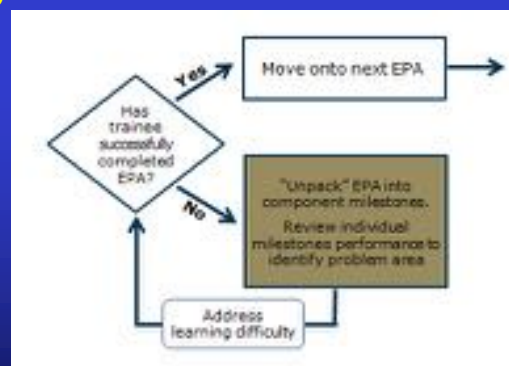 Has
trainee
successfully
completed
EPA?
Yes
Move onto next EPA
No
"Unpack" EPA into
component milestones.
Review individual
milestones performance to
identify problem area
Address
learning difficulty